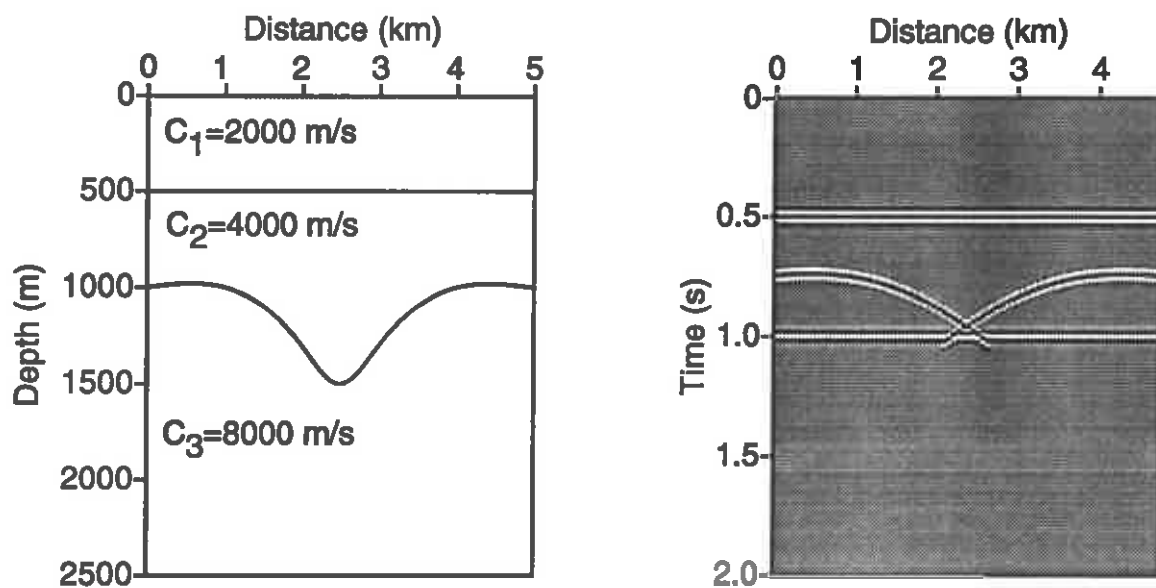 Distance (km)
0 1 2 3 4 5
0
500
1000
1500
2000
2500
Depth (m)
C1=2000 m/s
C2=4000 m/s
C3=8000 m/s
Distance (km)
0 1 2 3 4
0
0.5
1.0
1.5
2.0
Time (s)